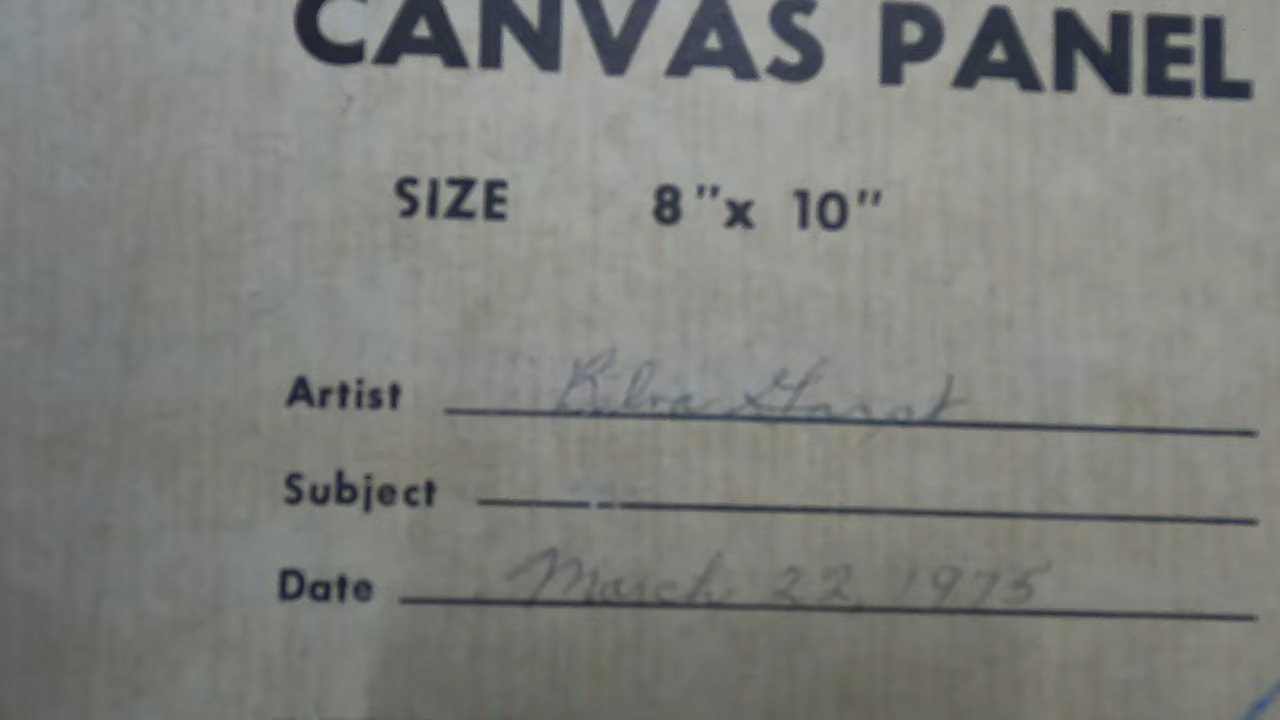 CANVAS PANEL
SIZE 8"x 10"
Artist
Subject
Date March 22, 1975